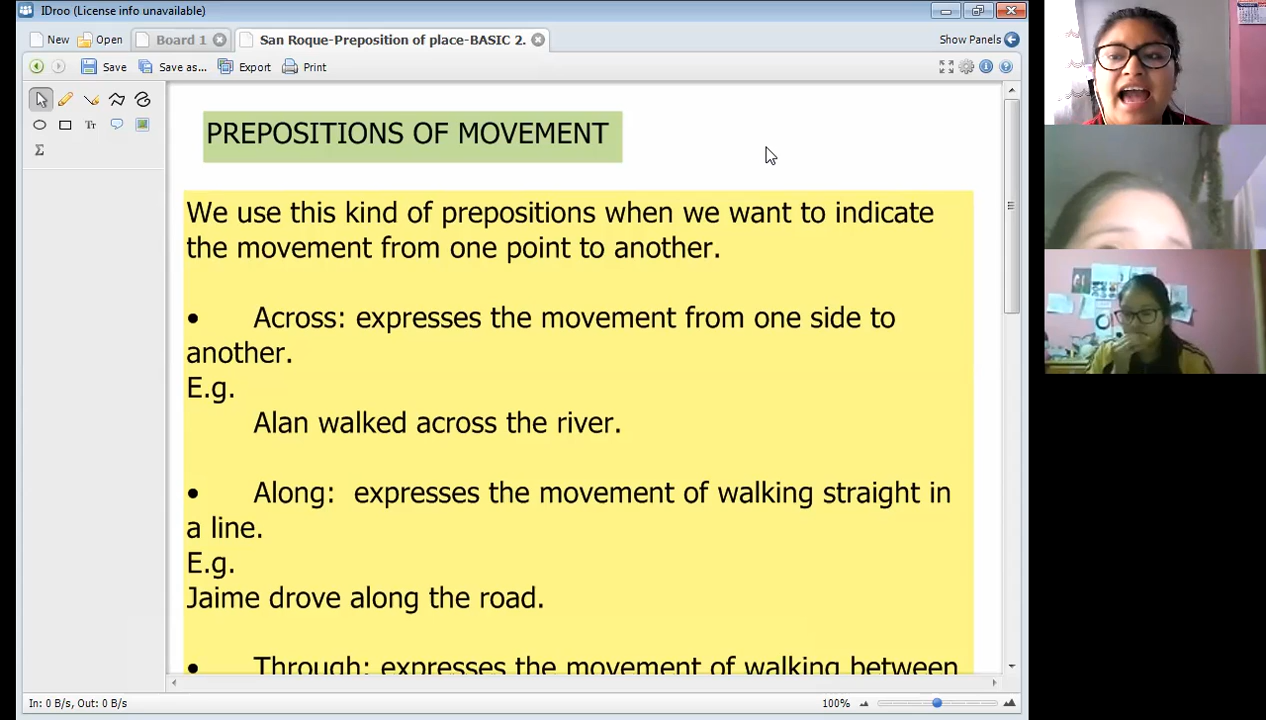 IDroo (License info unavailable)
New Open Board 1 San Roque-Preposition of place-BASIC 2. Show Panels
Save Save as... Export Print
Tr
Σ
PREPOSITIONS OF MOVEMENT
We use this kind of prepositions when we want to indicate
the movement from one point to another.
• Across: expresses the movement from one side to
another.
E.g.
Alan walked across the river.
• Along: expresses the movement of walking straight in
a line.
E.g.
Jaime drove along the road.
• Through: expresses the movement of walking between
In: 0 B/s, Out: 0 B/s 100%